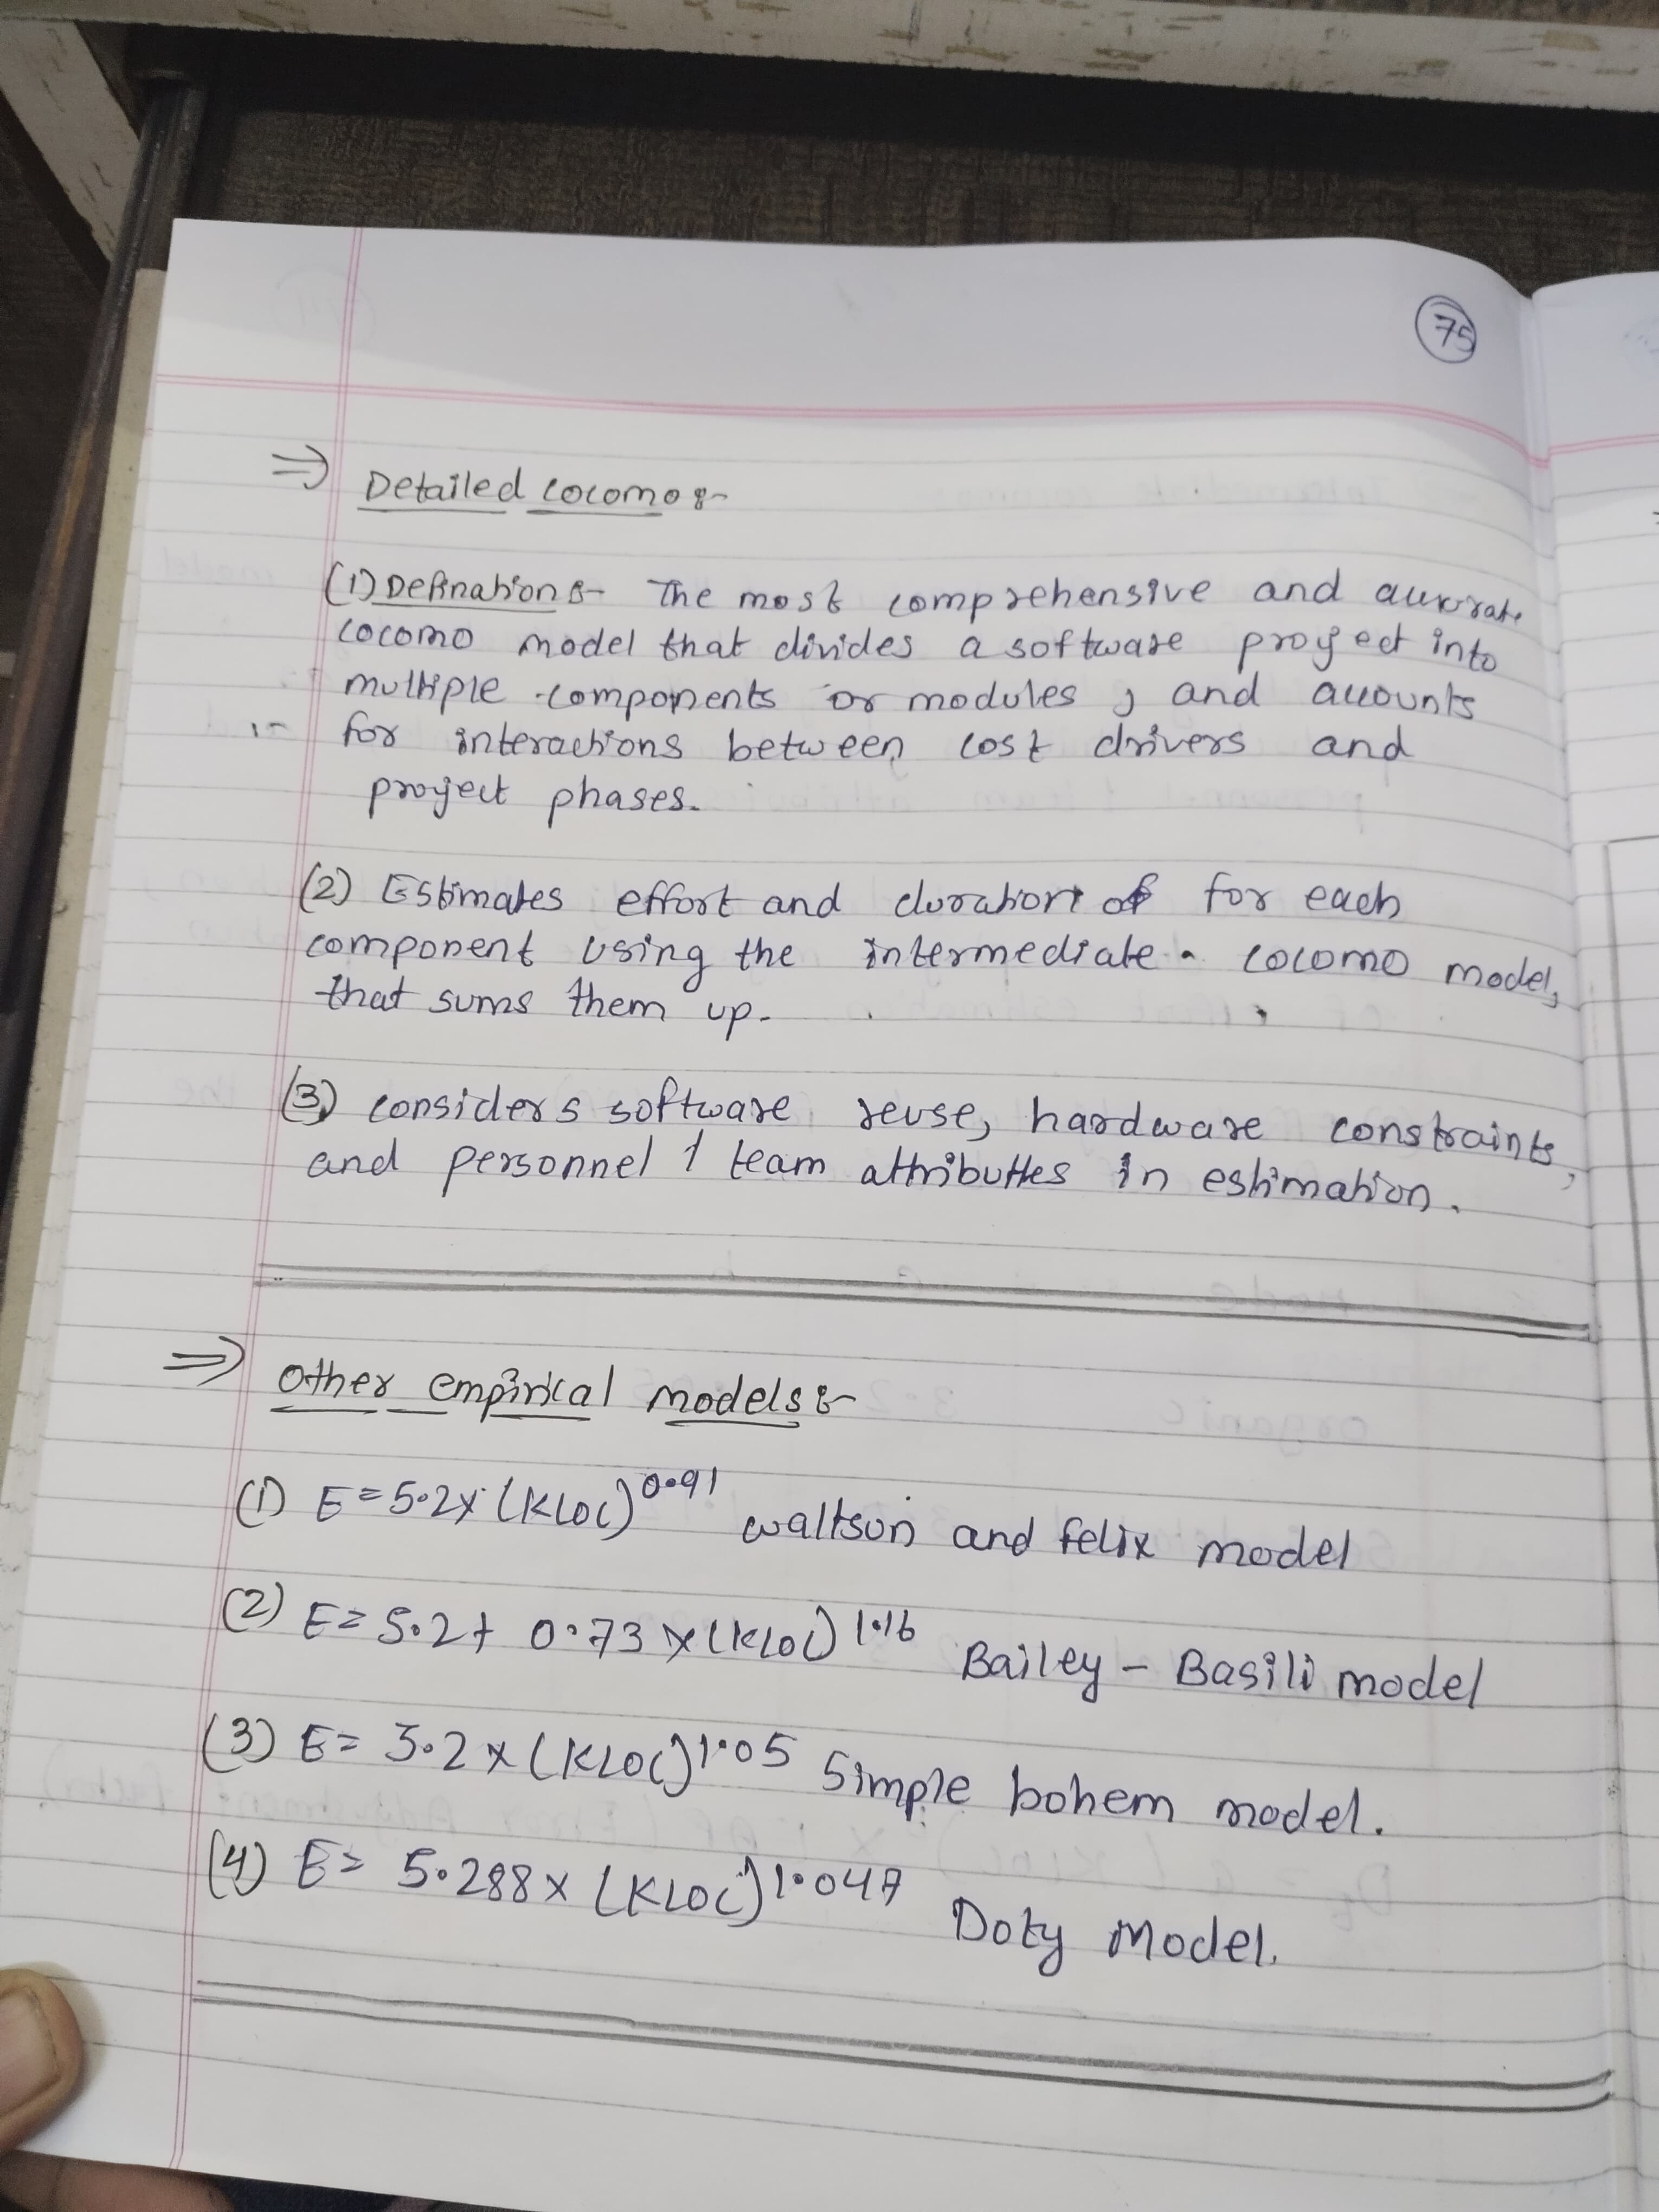 75
⇒ Detailed cocomo :-
(1) Defination :- The most comprehensive and accurate
cocomo model that divides a software project into
multiple components or modules, and accounts
for interactions between cost drivers and
project phases.
(2) Estimates effort and duration of for each
component using the intermediate cocomo model,
that sums them up.
(3) considers software reuse, hardware constraints,
and personnel / team attributtes in estimation.
⇒ Other empirical models :-
(1) E = 5.2 x (KLOC)^0.91 waltson and felix model
(2) E = 5.2 + 0.73 x (KLOC)^1.16 Bailey - Basili model
(3) E = 3.2 x (KLOC)^1.05 Simple bohem model.
(4) E = 5.288 x (KLOC)^1.047 Doty Model.